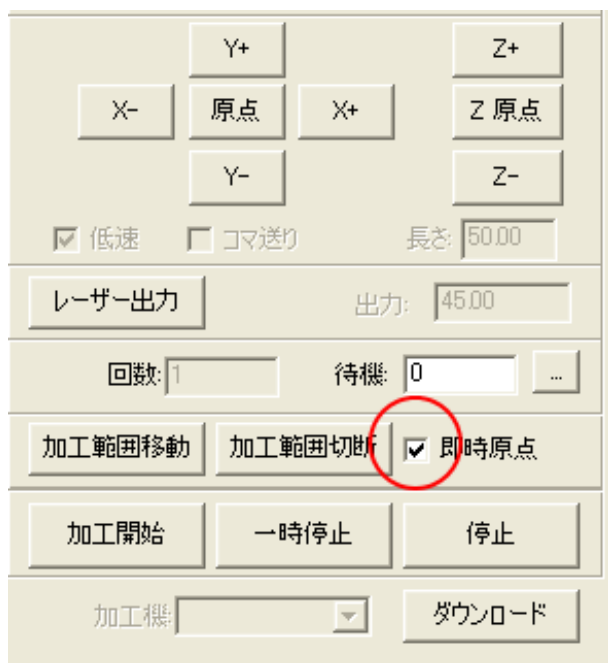 Y+ Z+
X- 原点 X+ Z 原点
Y- Z-
低速 コマ送り 長さ: 50.00
レーザー出力 出力: 45.00
回数: 1 待機: 0 ...
加工範囲移動 加工範囲切断 即時原点
加工開始 一時停止 停止
加工機: ダウンロード